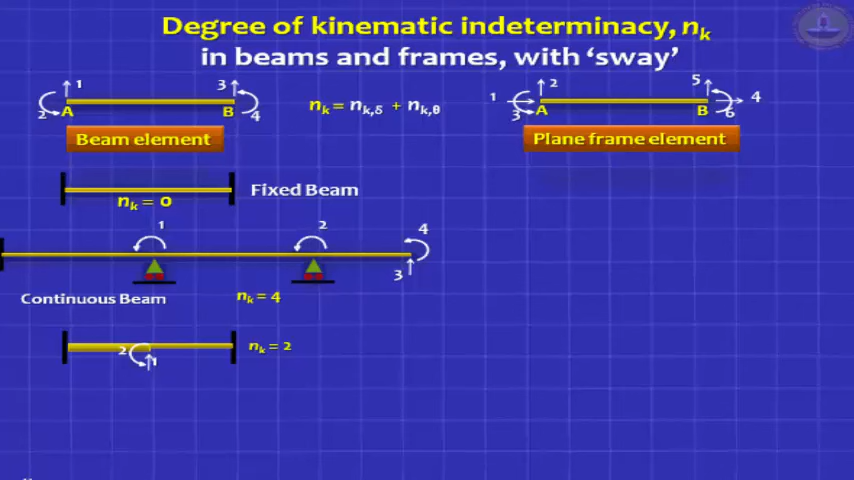 Degree of kinematic indeterminacy, nk
in beams and frames, with ‘sway’
1 3 2 A B 4
nk = nk,δ + nk,θ
2 5 1 4 3 A B 6
Beam element
Plane frame element
Fixed Beam
nk = 0
1 2 4
3
Continuous Beam
nk = 4
2 1
nk = 2